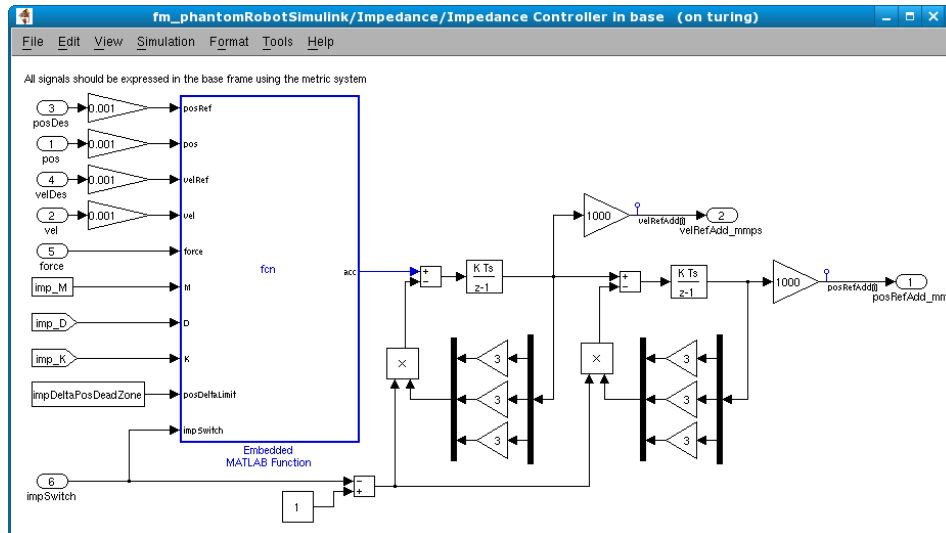 fm_phantomRobotSimulink/Impedance/Impedance Controller in base (on turing)
File Edit View Simulation Format Tools Help
All signals should be expressed in the base frame using the metric system
3
posDes
0.001
posRef
1
pos
0.001
pos
4
velDes
0.001
velRef
2
vel
0.001
vel
5
force
force
imp_M
M
imp_D
D
imp_K
K
impDeltaPosDeadZone
posDeltaLimit
impSwitch
6
impSwitch
fcn
acc
Embedded
MATLAB Function
1
-
+
+
-
K Ts
z-1
×
3
3
3
1000
velRefAdd[]
2
velRefAdd_mmps
+
-
K Ts
z-1
×
3
3
3
1000
posRefAdd[]
1
posRefAdd_mm